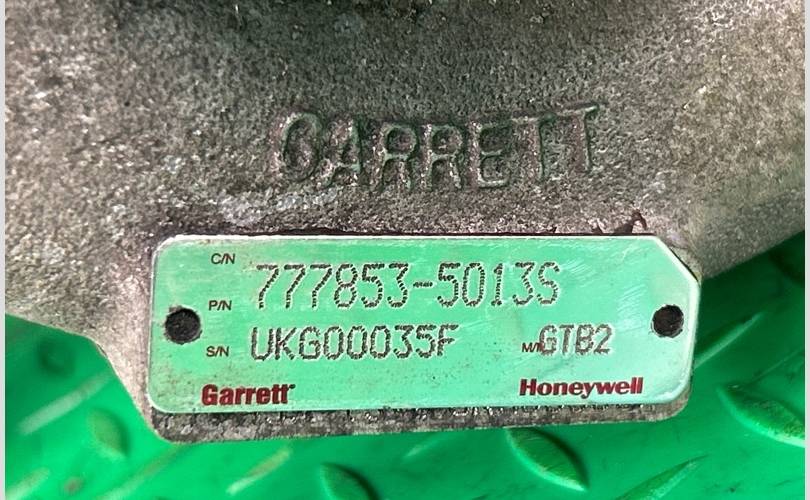 GARRETT
C/N
P/N 777853-5013S
S/N UKG00035F M/N GTB2
Garrett Honeywell